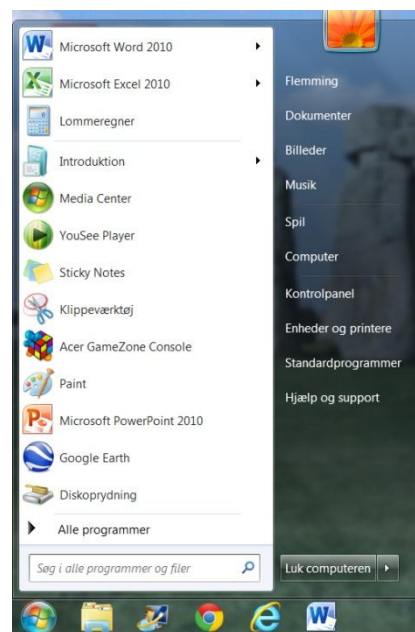 Microsoft Word 2010
Microsoft Excel 2010
Lommeregner
Introduktion
Media Center
YouSee Player
Sticky Notes
Klippeværktøj
Acer GameZone Console
Paint
Microsoft PowerPoint 2010
Google Earth
Diskoprydning
Alle programmer
Søg i alle programmer og filer
Flemming
Dokumenter
Billeder
Musik
Spil
Computer
Kontrolpanel
Enheder og printere
Standardprogrammer
Hjælp og support
Luk computeren